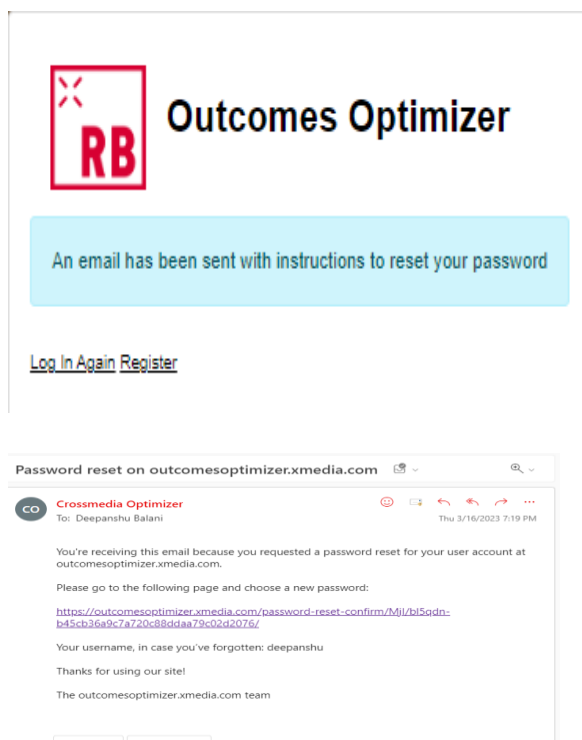 RB
Outcomes Optimizer
An email has been sent with instructions to reset your password
Log In Again Register
Password reset on outcomesoptimizer.xmedia.com
CO
Crossmedia Optimizer
To: Deepanshu Balani
Thu 3/16/2023 7:19 PM
You're receiving this email because you requested a password reset for your user account at
outcomesoptimizer.xmedia.com.
Please go to the following page and choose a new password:
https://outcomesoptimizer.xmedia.com/password-reset-confirm/MjI/bl5qdn-
b45cb36a9c7a720c88ddaa79c02d2076/
Your username, in case you've forgotten: deepanshu
Thanks for using our site!
The outcomesoptimizer.xmedia.com team